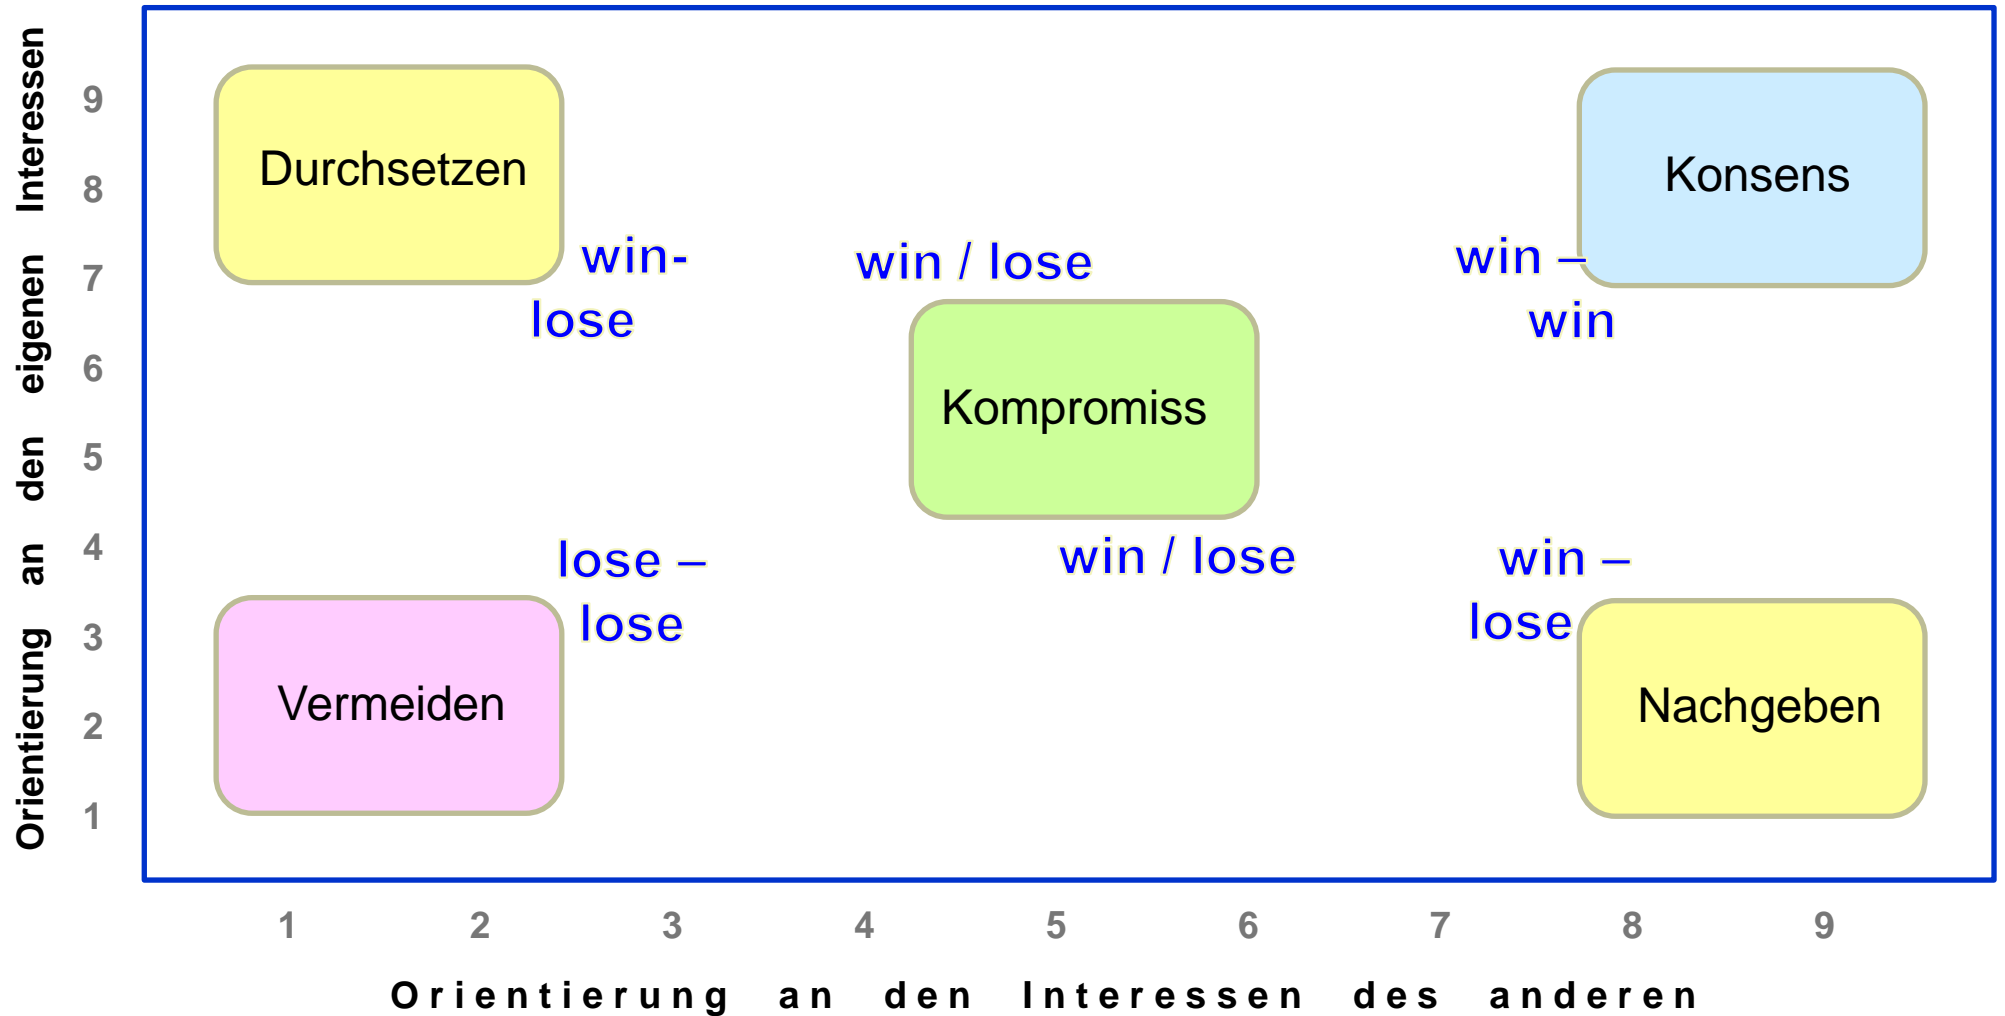 Orientierung an den eigenen Interessen
9
8
7
6
5
4
3
2
1
Durchsetzen
win-
lose
win / lose
Kompromiss
win / lose
win –
win
Konsens
lose –
lose
Vermeiden
win –
lose
Nachgeben
1 2 3 4 5 6 7 8 9
Orientierung an den Interessen des anderen